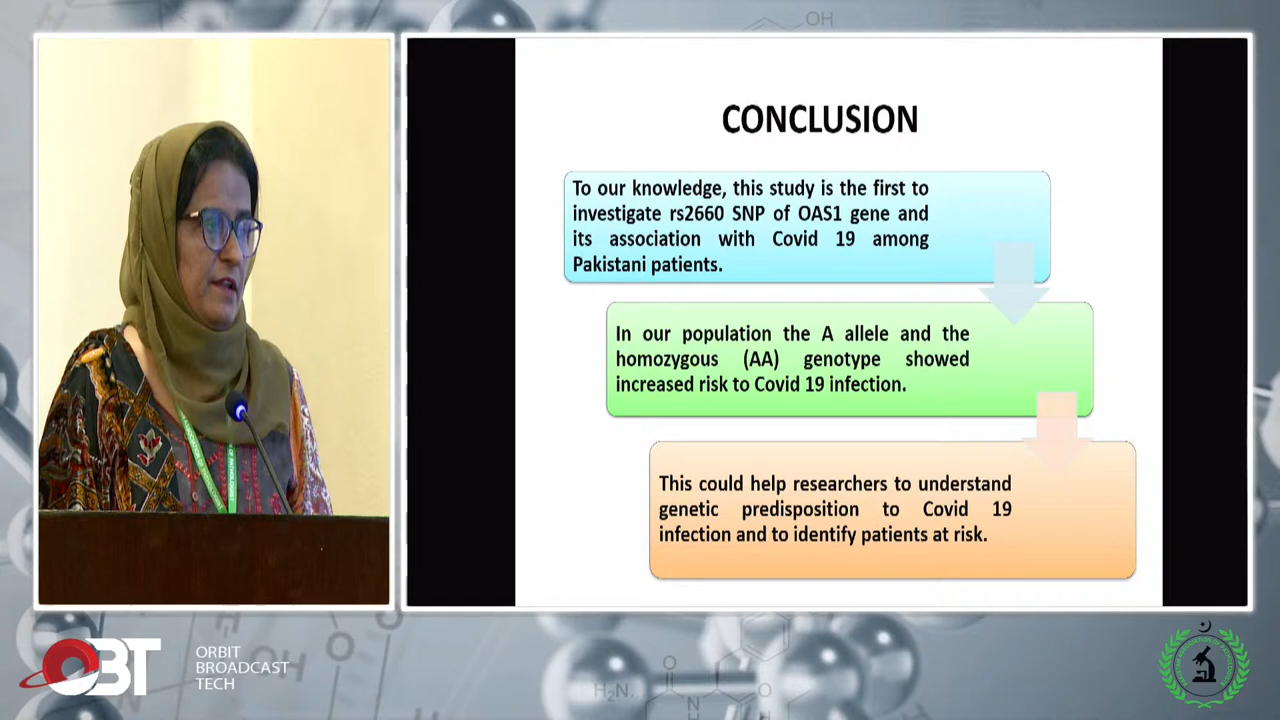 CONCLUSION
To our knowledge, this study is the first to
investigate rs2660 SNP of OAS1 gene and
its association with Covid 19 among
Pakistani patients.
In our population the A allele and the
homozygous (AA) genotype showed
increased risk to Covid 19 infection.
This could help researchers to understand
genetic predisposition to Covid 19
infection and to identify patients at risk.
OBT
ORBIT
BROADCAST
TECH
OH
OH
O
O
H₂N
N
O